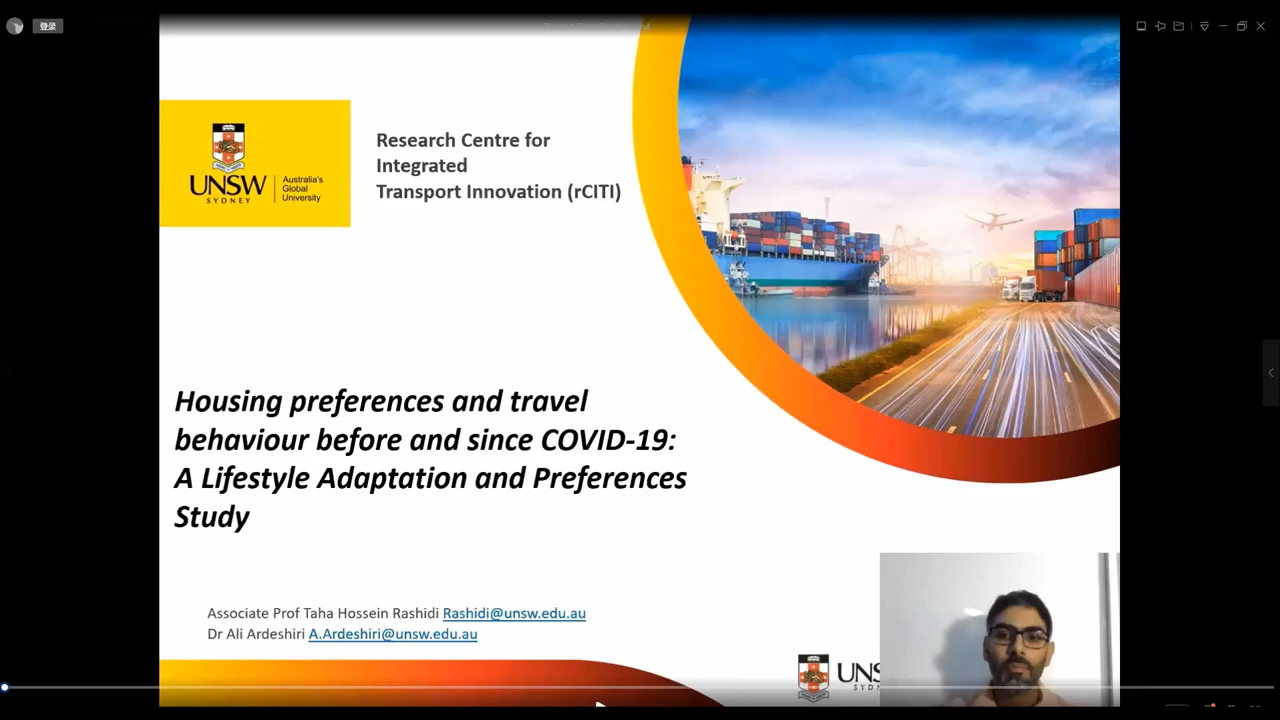 登录
UNSW
SYDNEY
Australia's
Global
University
Research Centre for
Integrated
Transport Innovation (rCITI)
Housing preferences and travel
behaviour before and since COVID-19:
A Lifestyle Adaptation and Preferences
Study
Associate Prof Taha Hossein Rashidi Rashidi@unsw.edu.au
Dr Ali Ardeshiri A.Ardeshiri@unsw.edu.au
UNS
SYDN